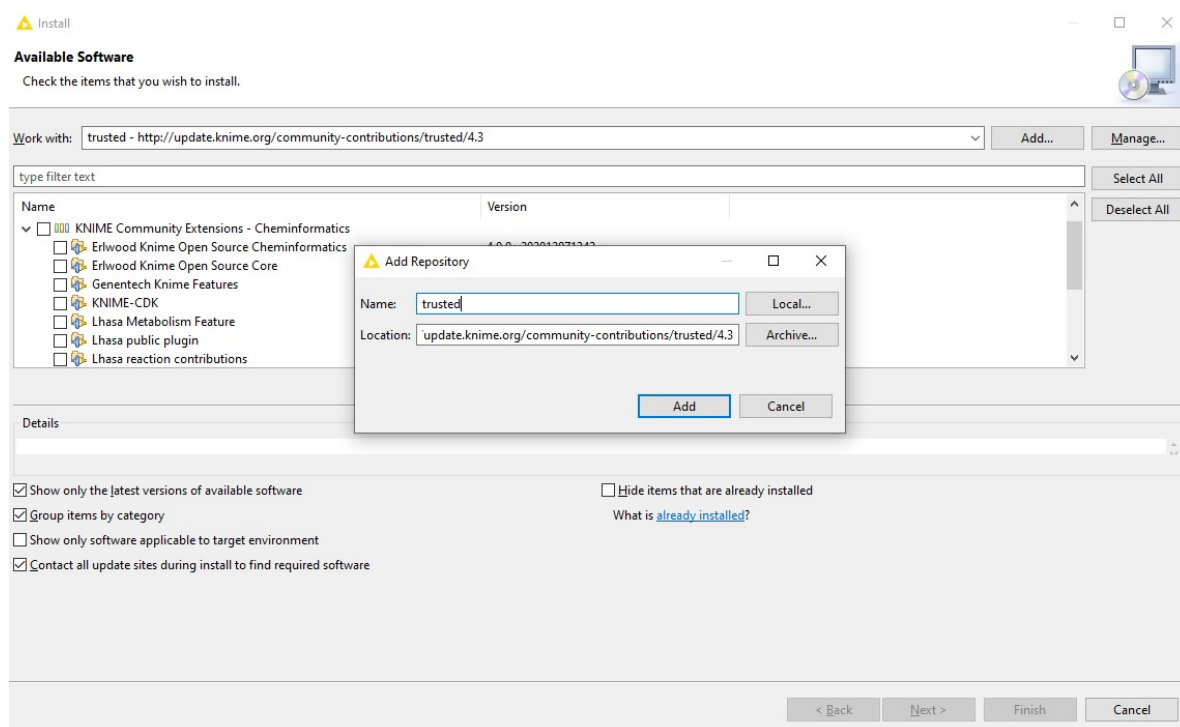 Install
Available Software
Check the items that you wish to install.
Work with: trusted - http://update.knime.org/community-contributions/trusted/4.3 Add... Manage...
type filter text Select All
Name Version Deselect All
KNIME Community Extensions - Cheminformatics
Erlwood Knime Open Source Cheminformatics
Erlwood Knime Open Source Core
Genentech Knime Features
KNIME-CDK
Lhasa Metabolism Feature
Lhasa public plugin
Lhasa reaction contributions
Add Repository
Name: trusted Local...
Location: update.knime.org/community-contributions/trusted/4.3 Archive...
Add Cancel
Details
Show only the latest versions of available software
Hide items that are already installed
Group items by category
What is already installed?
Show only software applicable to target environment
Contact all update sites during install to find required software
< Back Next > Finish Cancel